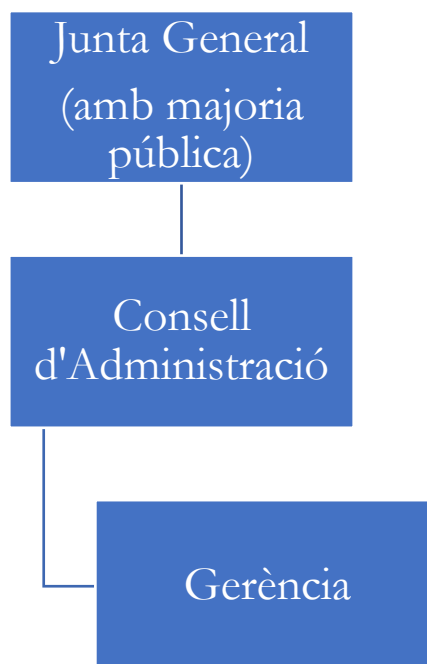 Junta General
(amb majoria
pública)
Consell
d'Administració
Gerència